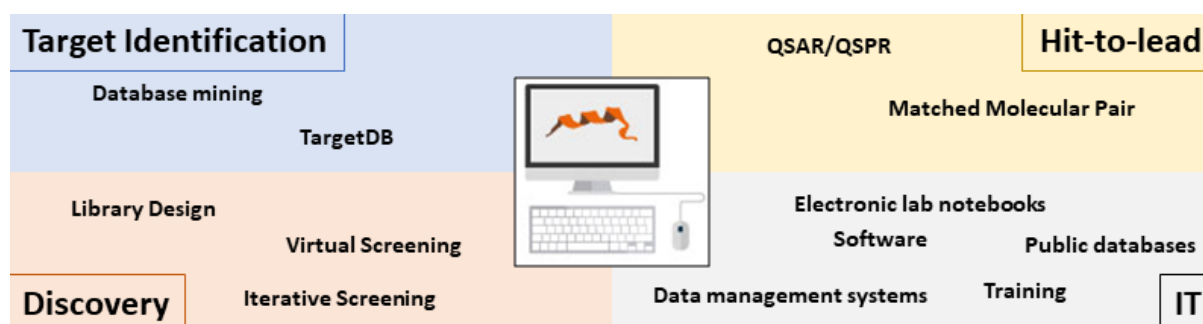 Target Identification
Database mining
TargetDB
QSAR/QSPR
Hit-to-lead
Matched Molecular Pair
Library Design
Virtual Screening
Iterative Screening
Discovery
Electronic lab notebooks
Software
Public databases
Data management systems
Training
IT